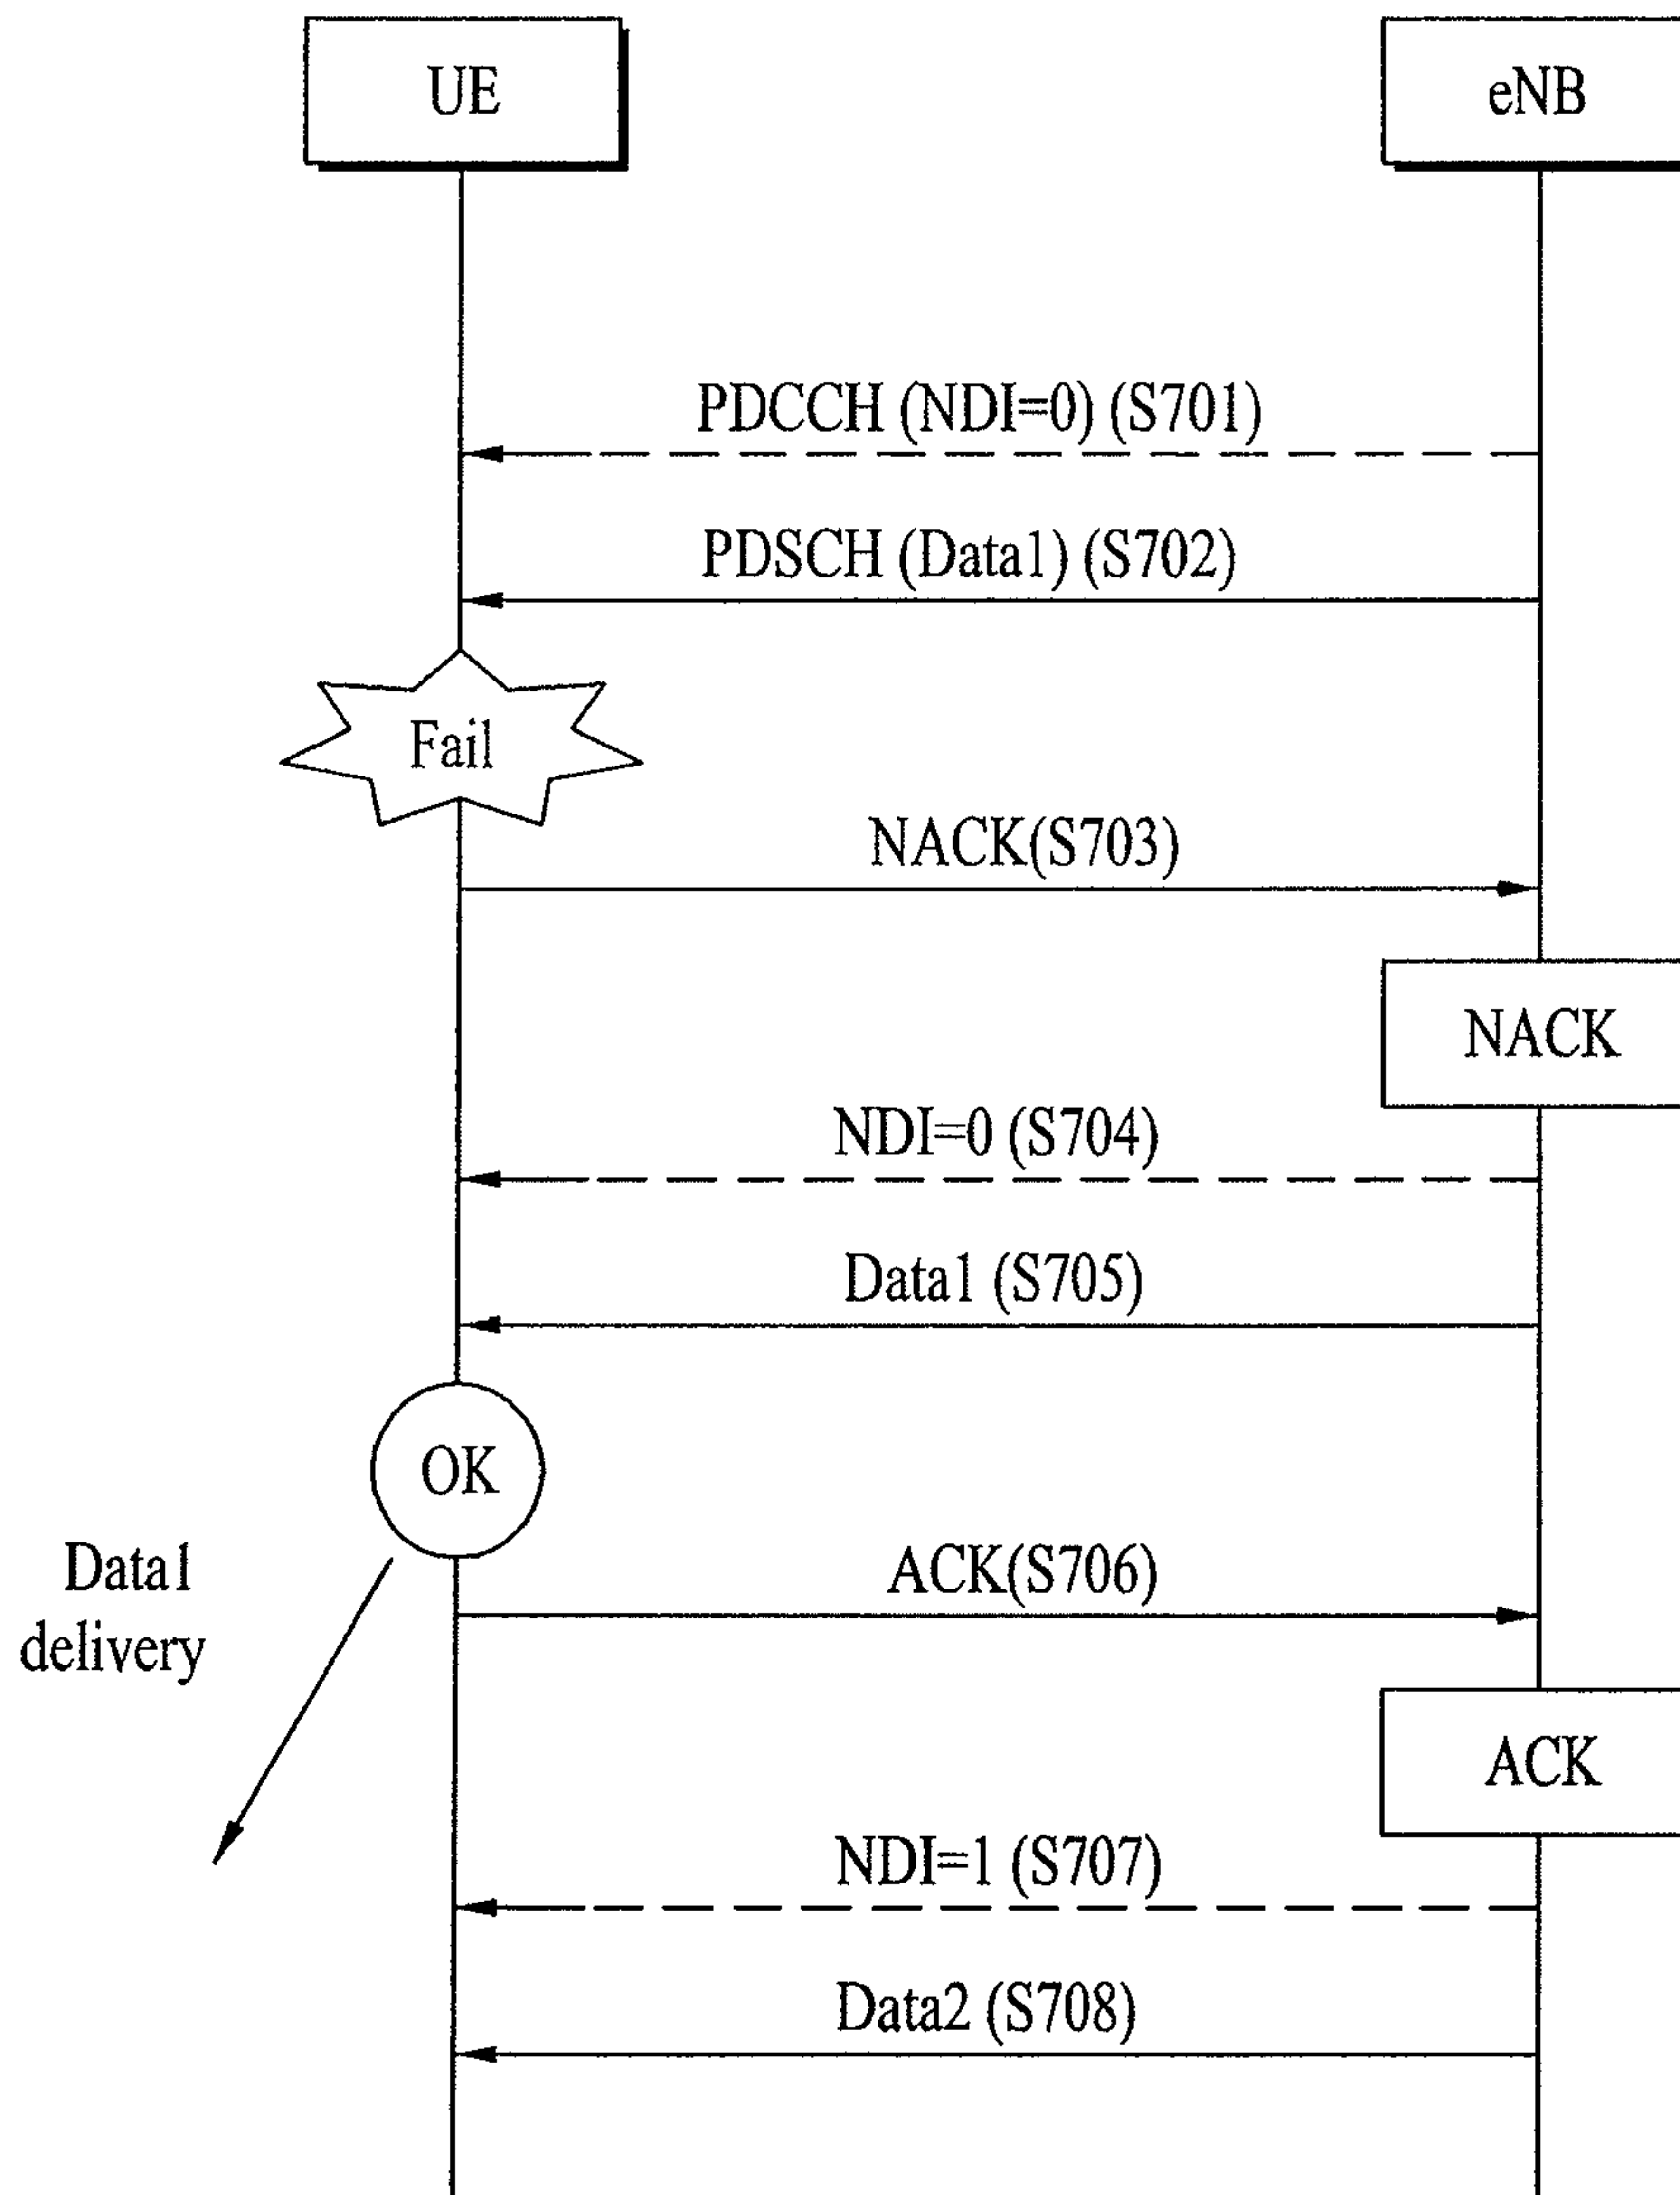 UE
eNB
PDCCH (NDI=0) (S701)
PDSCH (Data1) (S702)
Fail
NACK(S703)
NACK
NDI=0 (S704)
Data1 (S705)
OK
Data1
delivery
ACK(S706)
ACK
NDI=1 (S707)
Data2 (S708)